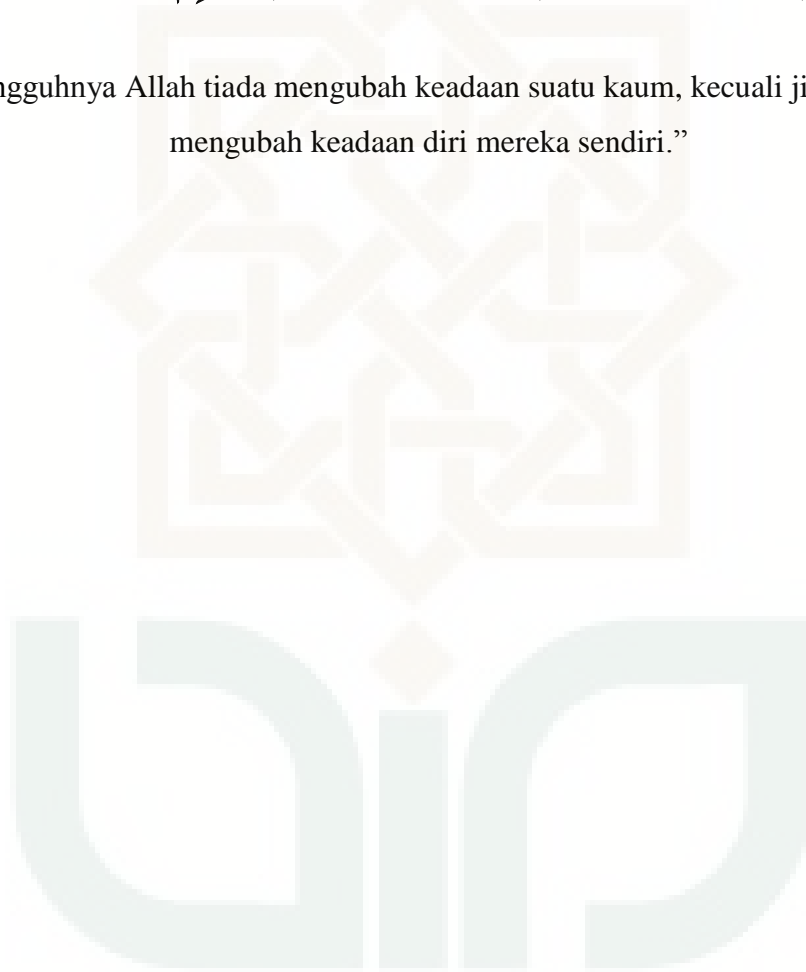 ngguhnya Allah tiada mengubah keadaan suatu kaum, kecuali ji
mengubah keadaan diri mereka sendiri.”